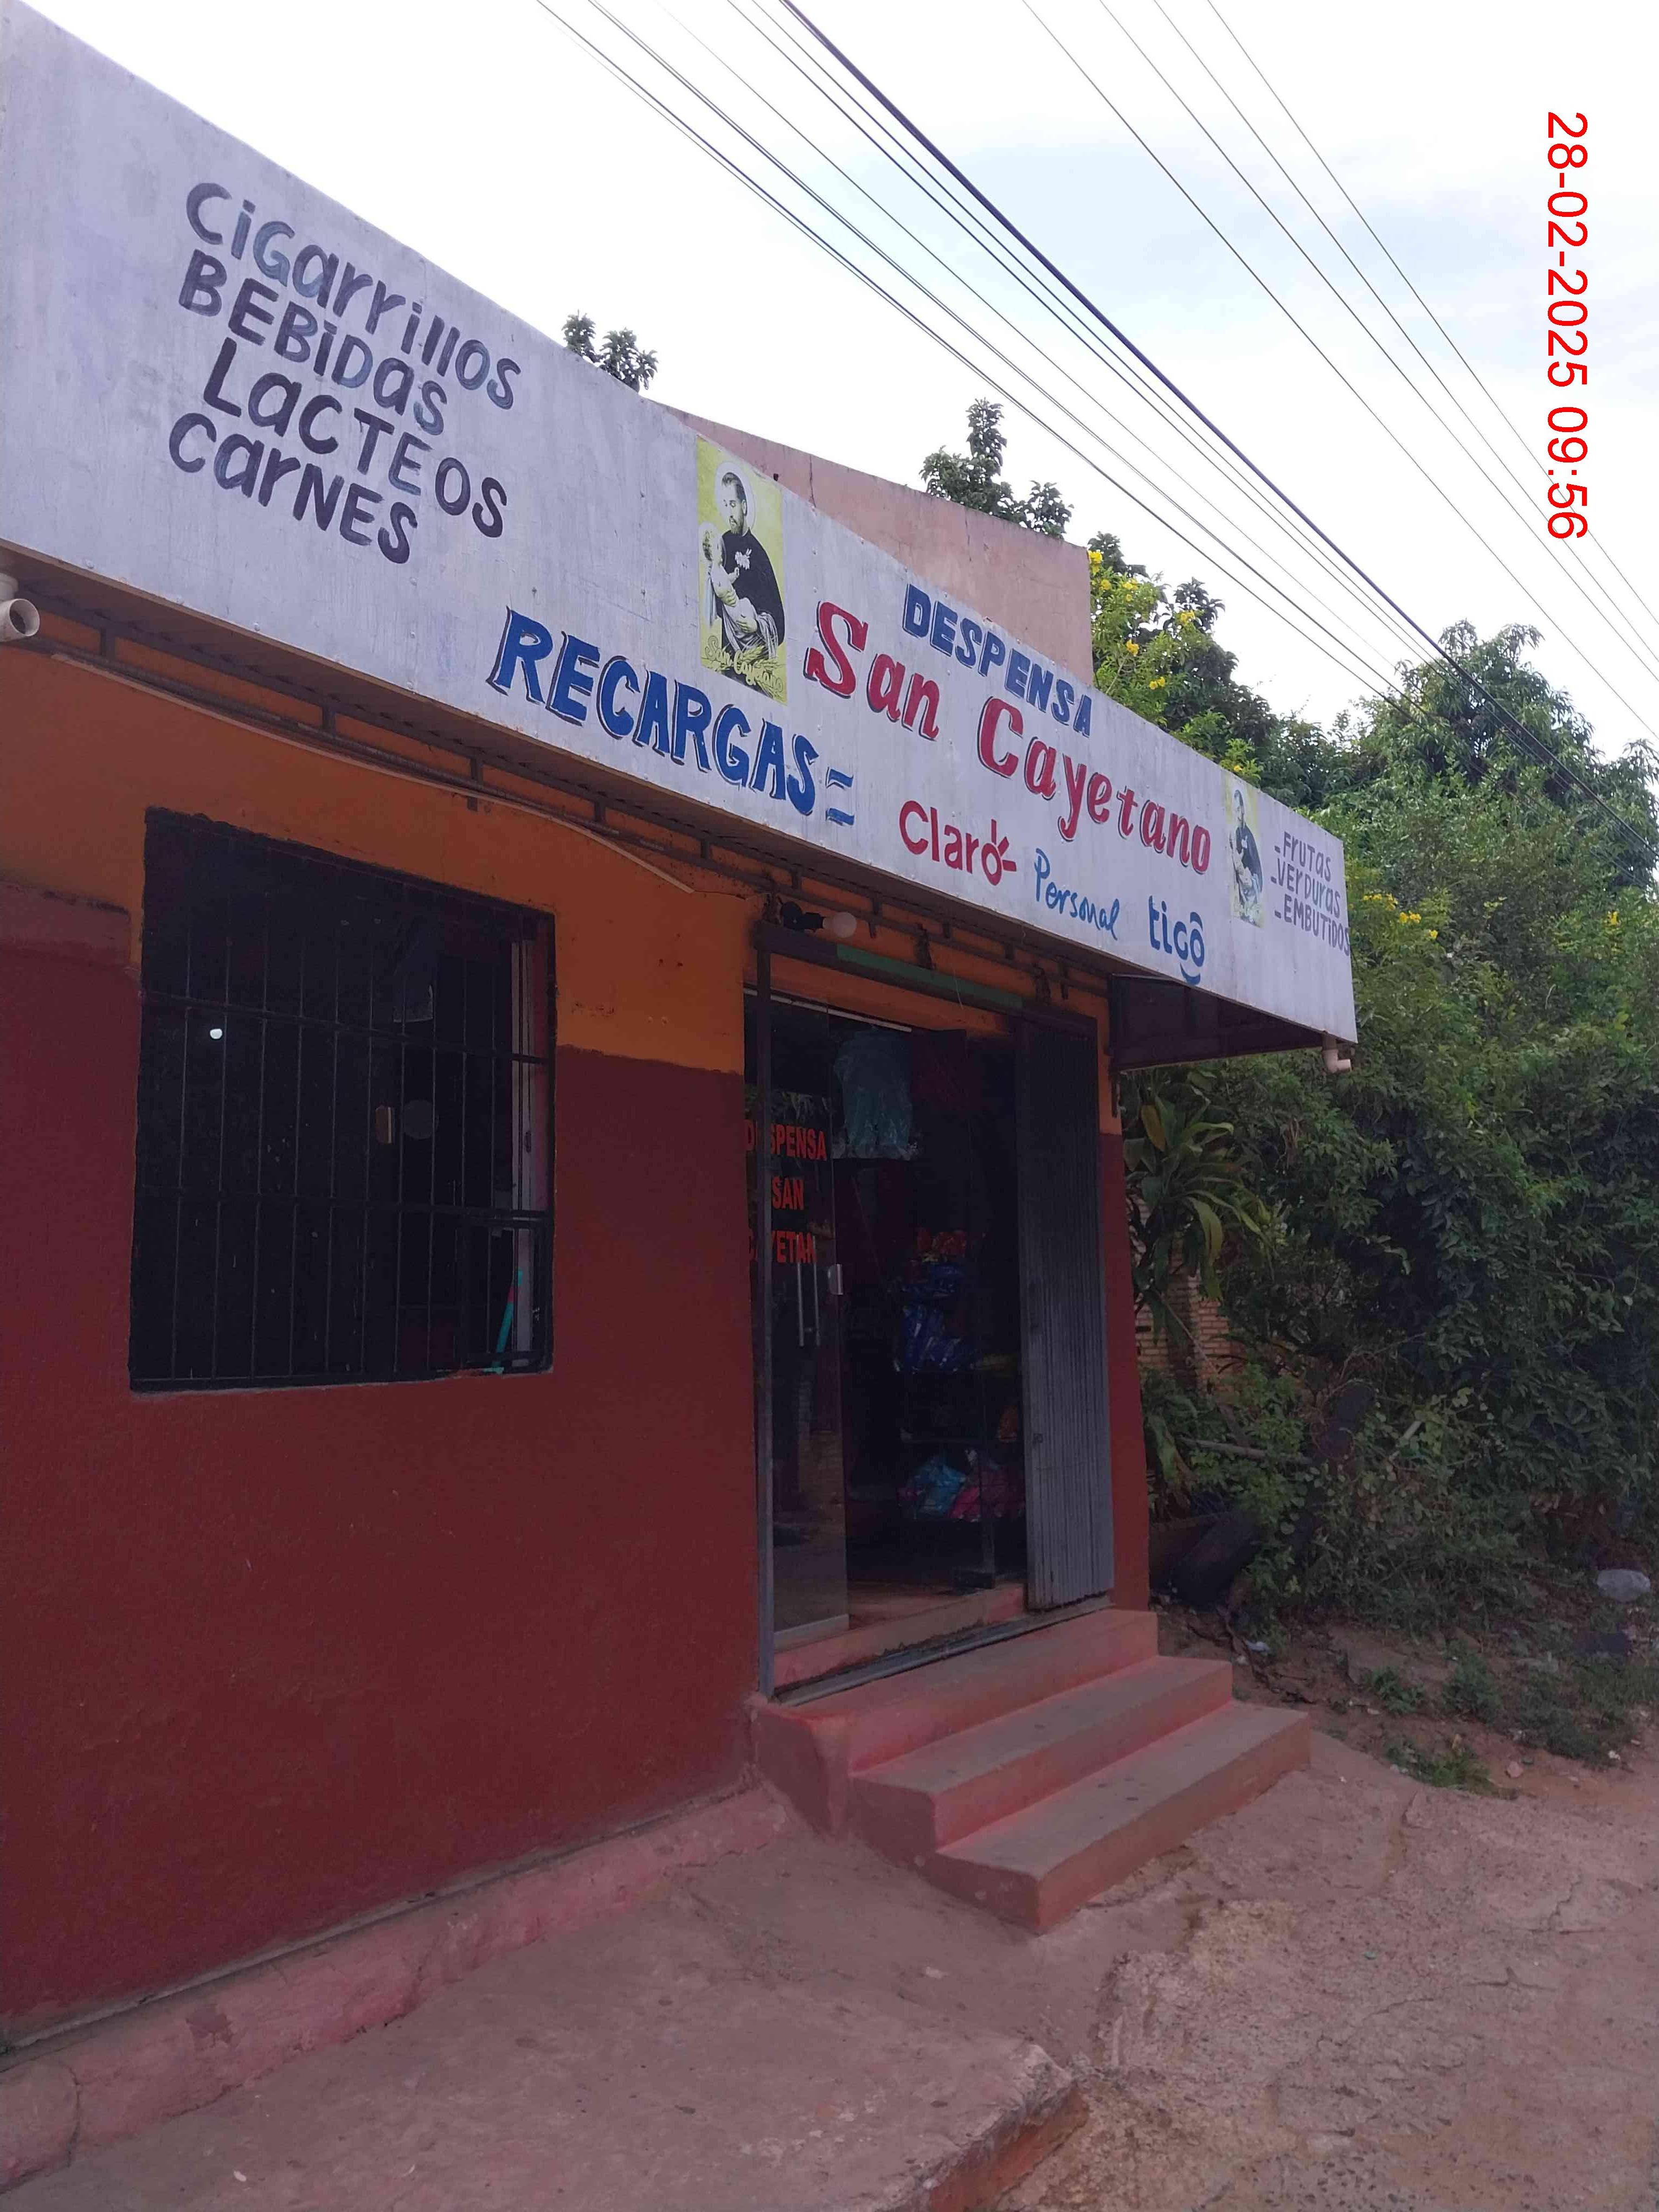 CiGarrillos
BEBiDas
LaCTEOS
CarNES
San Cayetano
RECARGAS=
DESPENSA
San Cayetano
Claro
Personal
tigo
-FrUTAS
-VErDUras
-EMBUTiDOS
DESPENSA
SAN
CAYETAN
28-02-2025 09:56